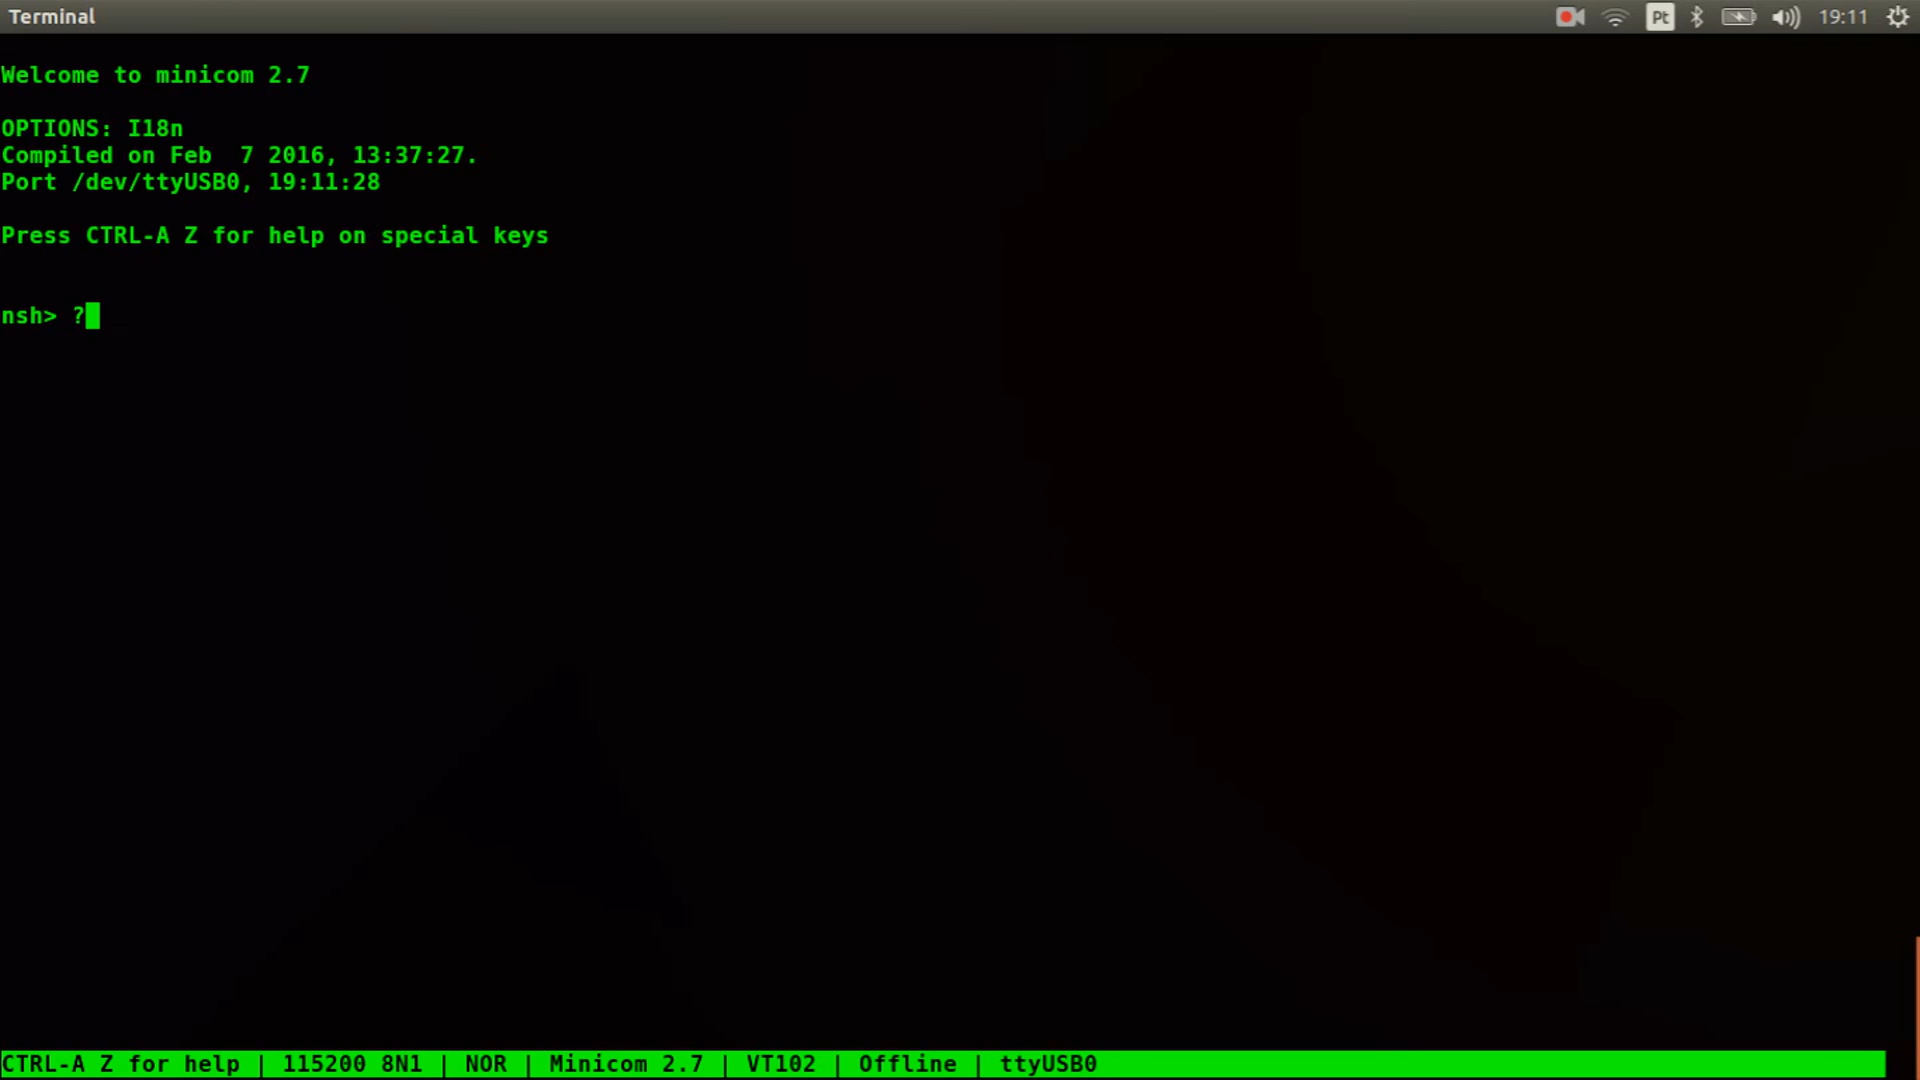 Terminal
Pt
19:11
Welcome to minicom 2.7
OPTIONS: I18n
Compiled on Feb  7 2016, 13:37:27.
Port /dev/ttyUSB0, 19:11:28
Press CTRL-A Z for help on special keys
nsh> ?
CTRL-A Z for help | 115200 8N1 | NOR | Minicom 2.7 | VT102 | Offline | ttyUSB0